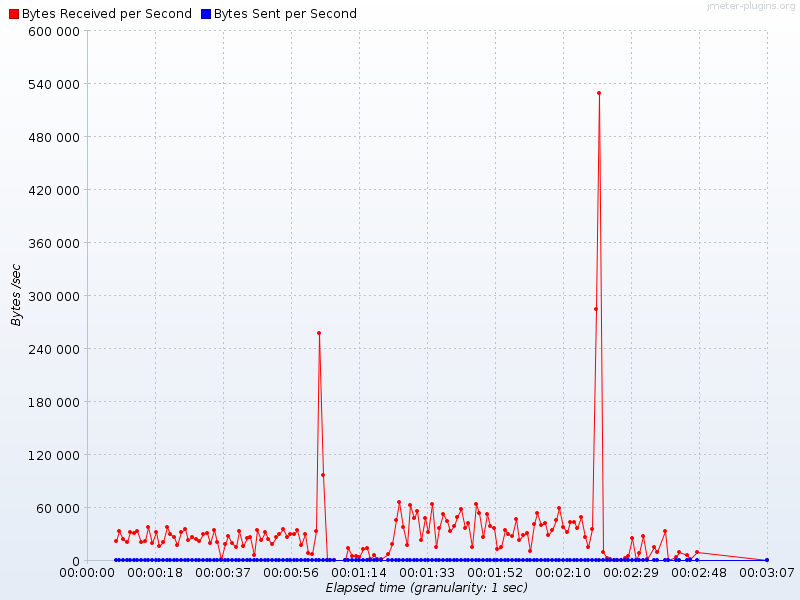 jmeter-plugins.org
Bytes Received per Second Bytes Sent per Second
600 000
540 000
480 000
420 000
360 000
300 000
240 000
180 000
120 000
60 000
0
Bytes /sec
00:00:00 00:00:18 00:00:37 00:00:56 00:01:14 00:01:33 00:01:52 00:02:10 00:02:29 00:02:48 00:03:07
Elapsed time (granularity: 1 sec)